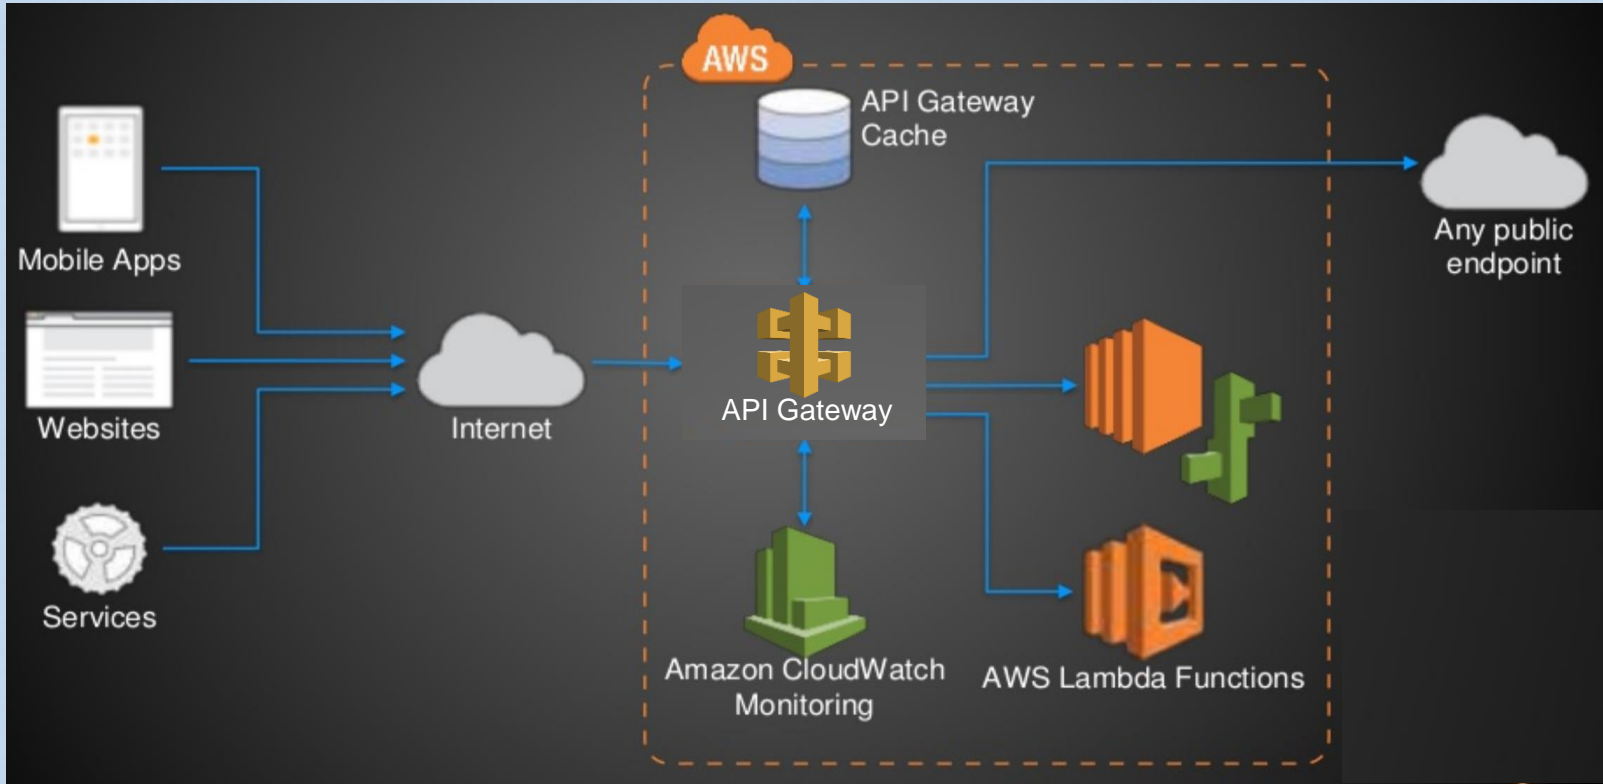 AWS
API Gateway
Cache
Mobile Apps
Any public
endpoint
Websites
Internet
API Gateway
Services
Amazon CloudWatch
Monitoring
AWS Lambda Functions